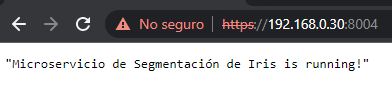 No seguro | https://192.168.0.30:8004
"Microservicio de Segmentación de Iris is running!"